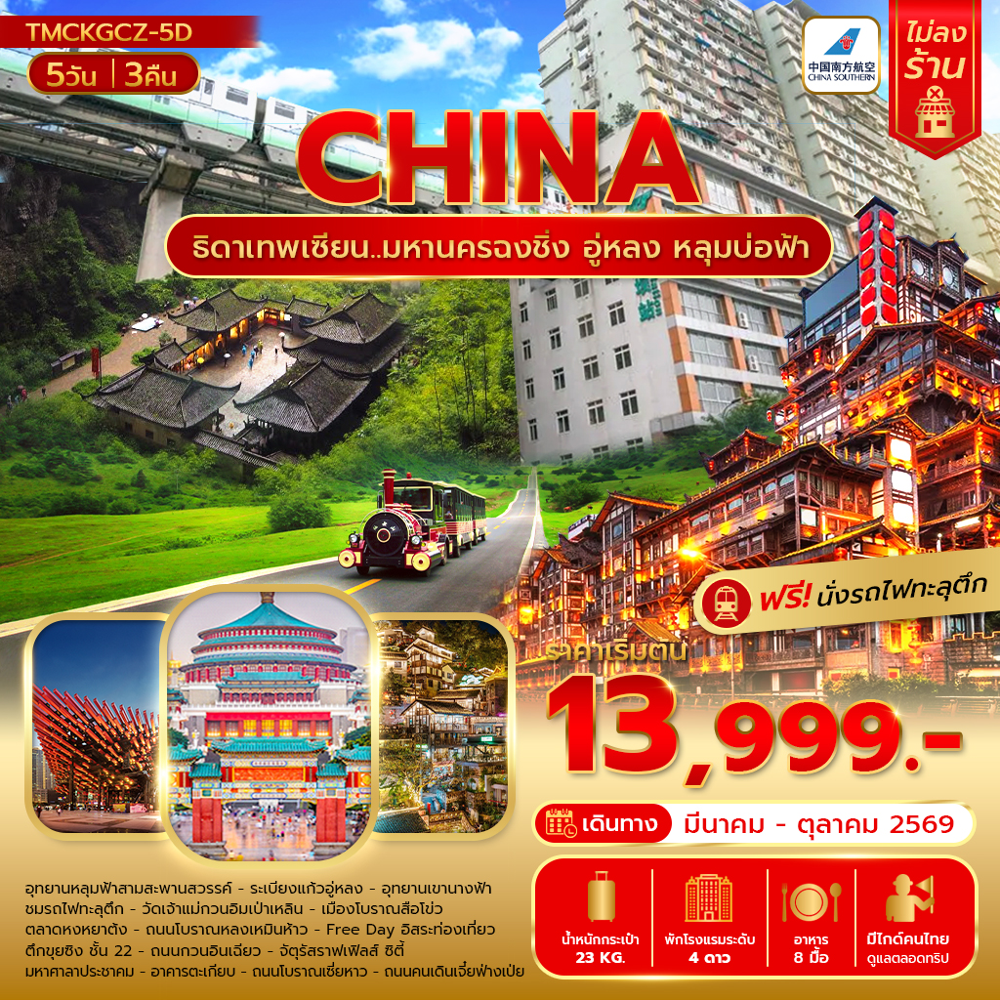 TMCKGCZ-5D
5วัน | 3คืน
中国南方航空
CHINA SOUTHERN
ไม่ลง
ร้าน
CHINA
ธิดาเทพเซียน..มหานครฉงชิ่ง อู่หลง หลุมบ่อฟ้า
ฟรี! นั่งรถไฟทะลุตึก
ราคาเริ่มต้น
13,999.-
เดินทาง มีนาคม - ตุลาคม 2569
อุทยานหลุมฟ้าสามสะพานสวรรค์ - ระเบียงแก้วอู่หลง - อุทยานเขานางฟ้า
ชมรถไฟทะลุตึก - วัดเจ้าแม่กวนอิมเป่าเหลิน - เมืองโบราณสือโข่ว
ตลาดหงหยาต้ง - ถนนโบราณหลงเหมินห้าว - Free Day อิสระท่องเที่ยว
ตึกขุยซิง ชั้น 22 - ถนนกวนอินเฉียว - จัตุรัสราฟเฟิลส์ ซิตี้
มหาศาลาประชาคม - อาคารตะเกียบ - ถนนโบราณเซี่ยหาว - ถนนคนเดินเจี่ยฟ่างเป่ย
น้ำหนักกระเป๋า
23 KG.
พักโรงแรมระดับ
4 ดาว
อาหาร
8 มื้อ
มีไกด์คนไทย
ดูแลตลอดทริป